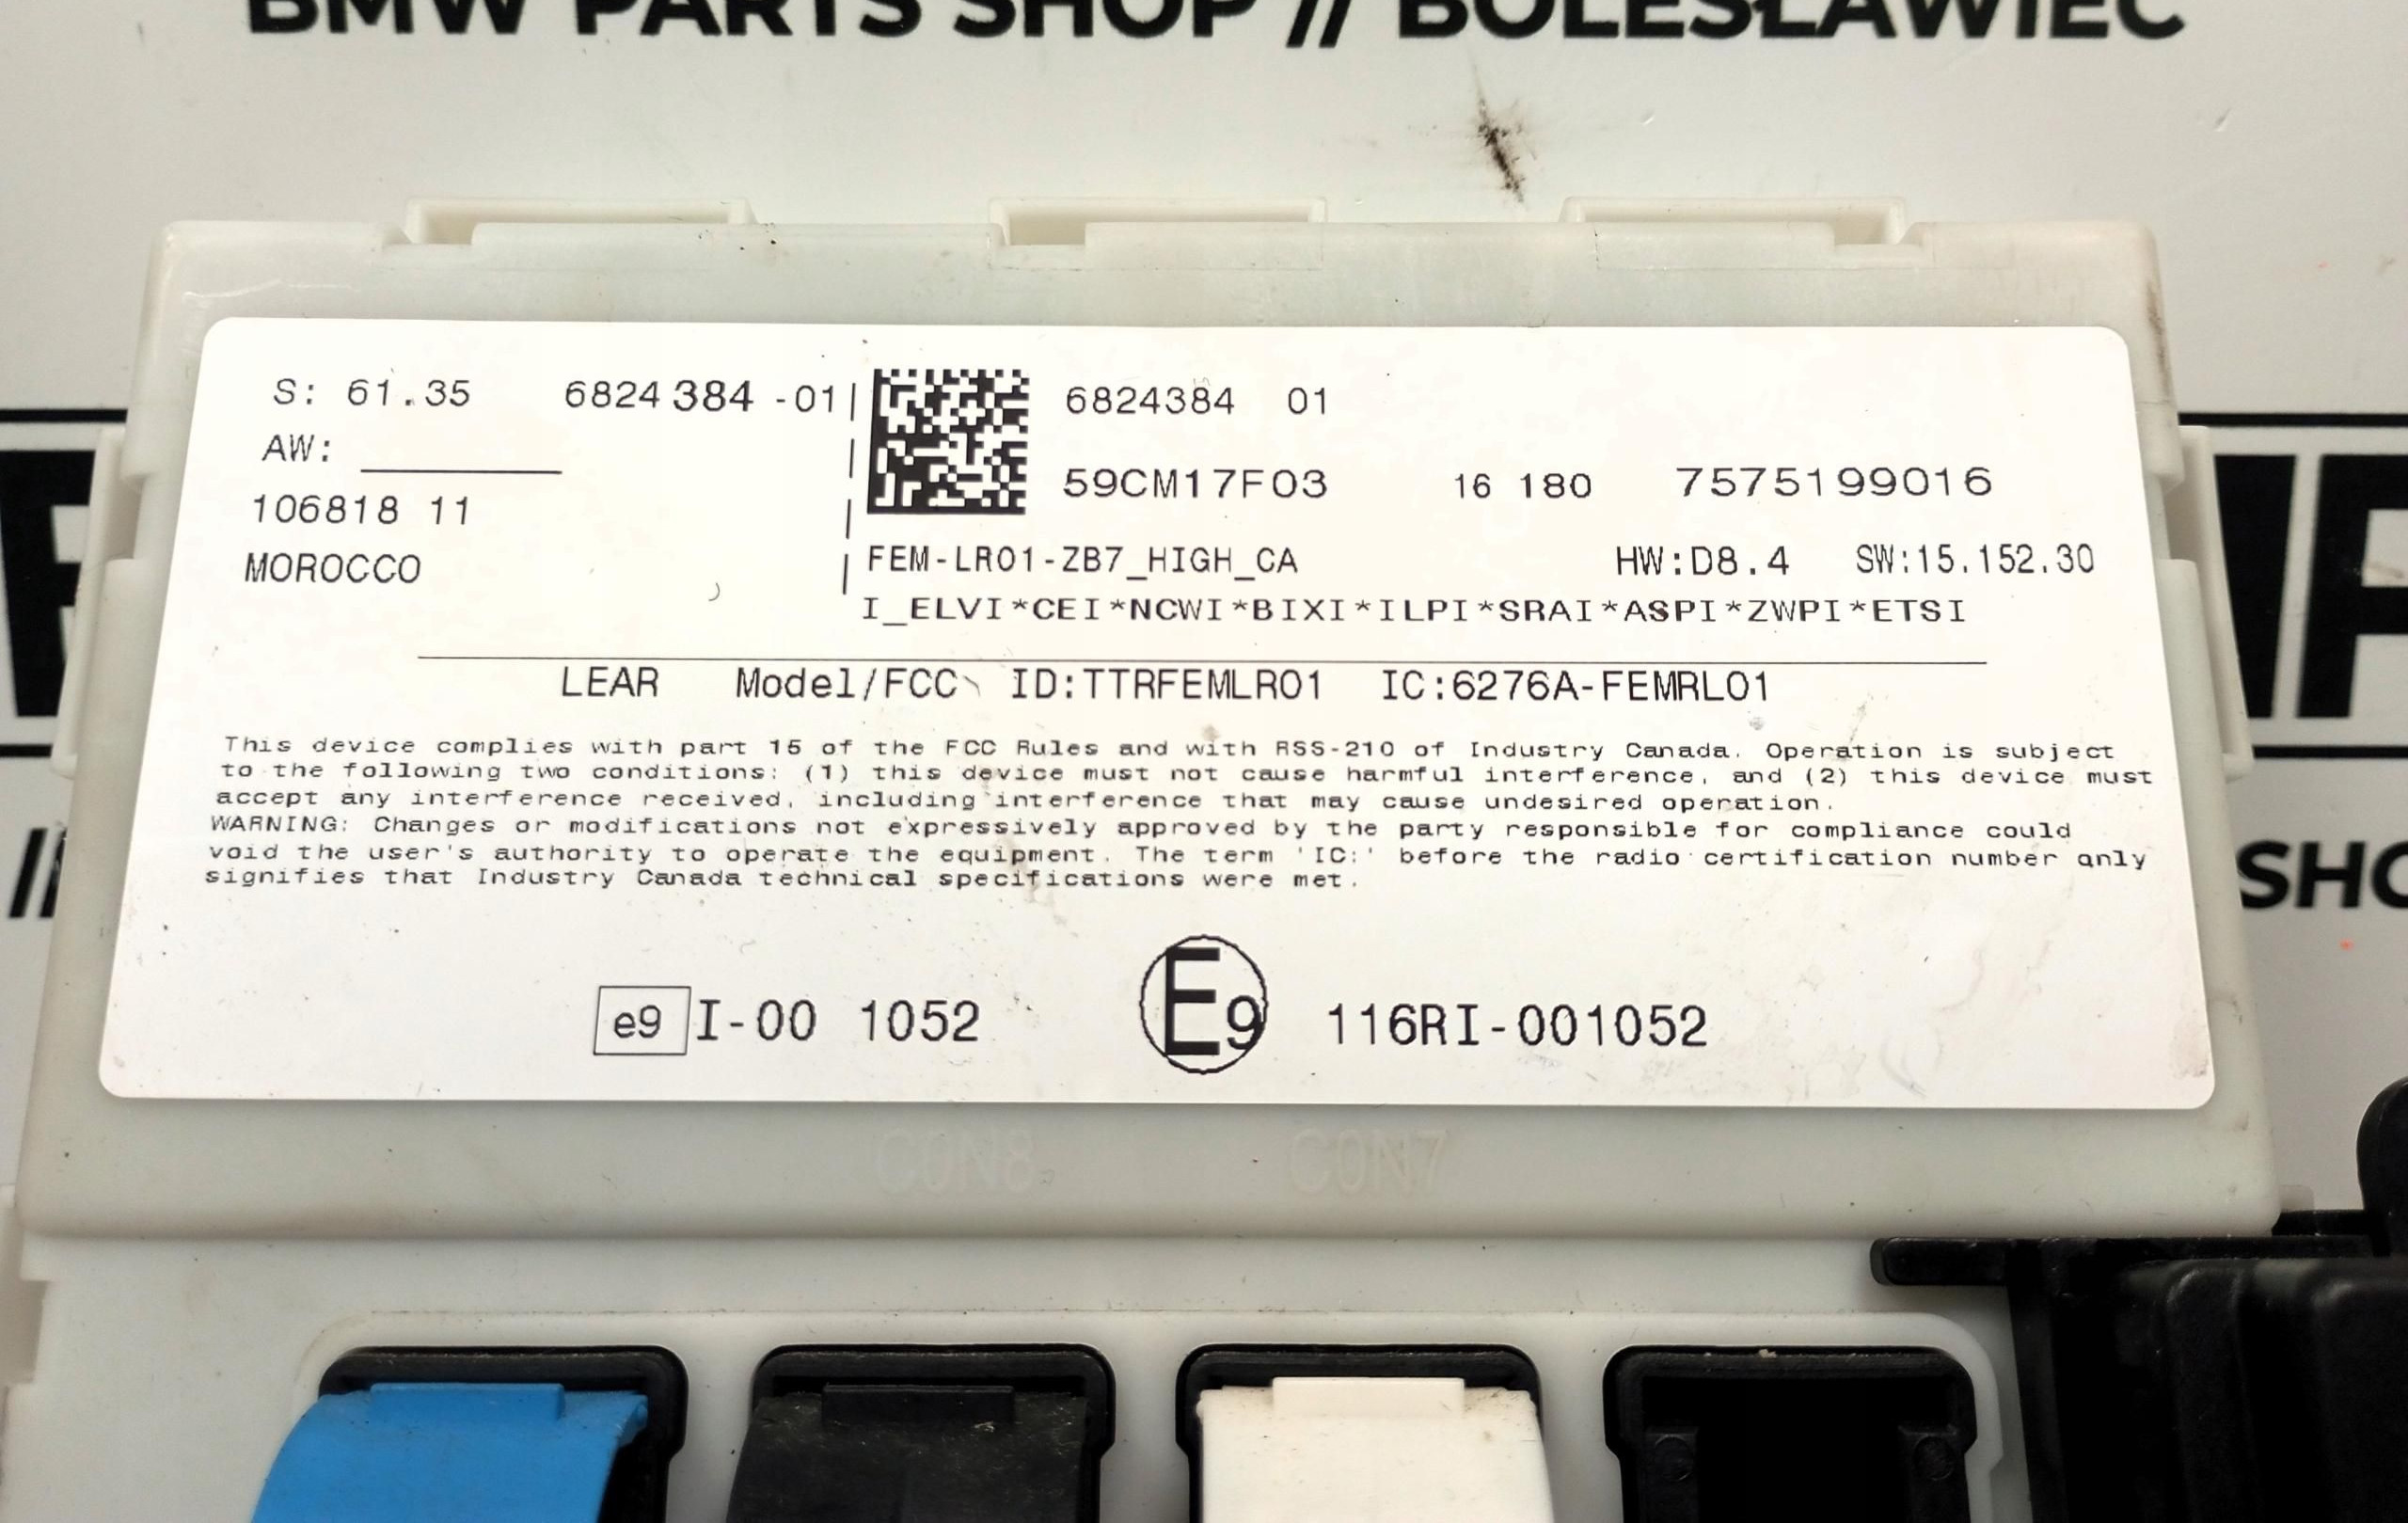 BMW PARTS SHOP // BOLESŁAWIEC
S: 61.35 6824384 -01
AW:
106818 11
MOROCCO
6824384 01
59CM17F03 16 180 7575199016
FEM-LR01-ZB7_HIGH_CA HW:D8.4 SW:15.152.30
I_ELVI*CEI*NCWI*BIXI*ILPI*SRAI*ASPI*ZWPI*ETSI
LEAR Model/FCC ID:TTRFEMLR01 IC:6276A-FEMRL01
This device complies with part 15 of the FCC Rules and with RSS-210 of Industry Canada. Operation is subject
to the following two conditions: (1) this device must not cause harmful interference, and (2) this device must
accept any interference received, including interference that may cause undesired operation.
WARNING: Changes or modifications not expressively approved by the party responsible for compliance could
void the user's authority to operate the equipment. The term 'IC:' before the radio certification number only
signifies that Industry Canada technical specifications were met.
e9 I-00 1052 E9 116RI-001052
CON8 CON7
//
SHO